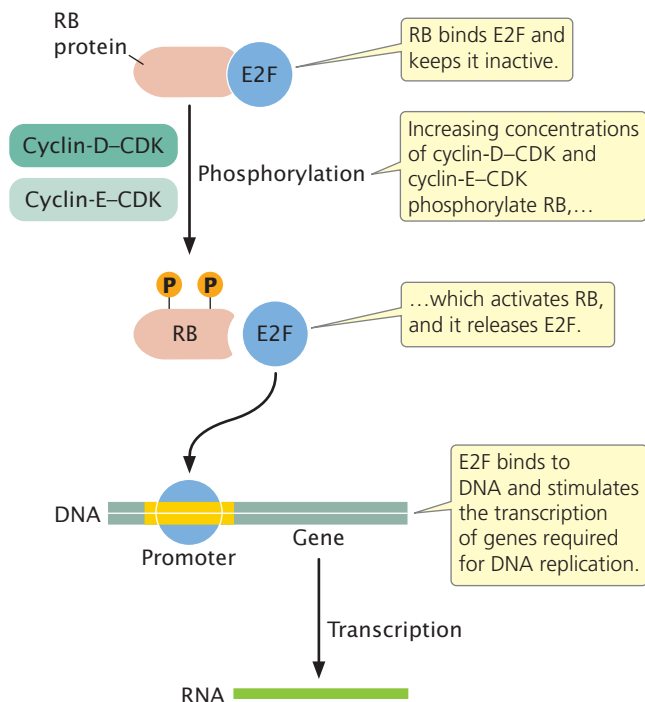 RB
protein
E2F
RB binds E2F and
keeps it inactive.
Cyclin-D–CDK
Cyclin-E–CDK
Phosphorylation
Increasing concentrations
of cyclin-D–CDK and
cyclin-E–CDK
phosphorylate RB,…
P
P
RB
E2F
…which activates RB,
and it releases E2F.
DNA
Promoter
Gene
E2F binds to
DNA and stimulates
the transcription
of genes required
for DNA replication.
Transcription
RNA